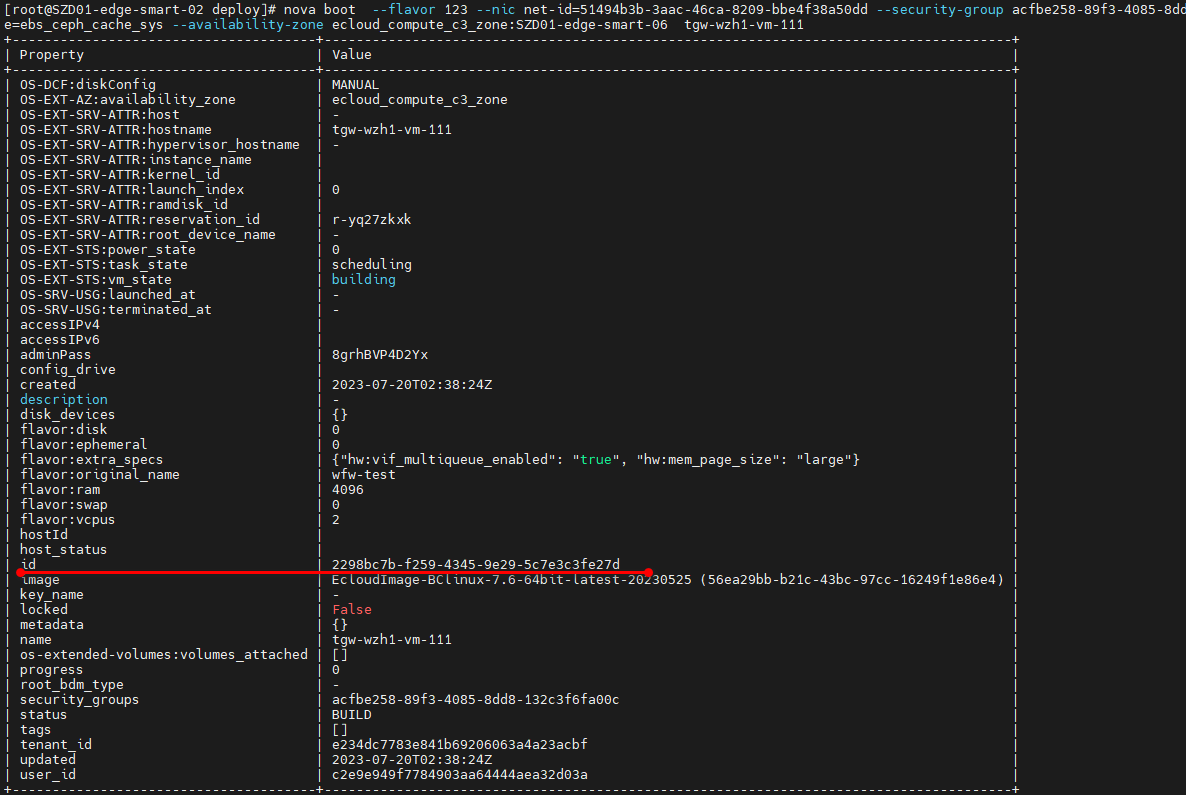 [root@SZD01-edge-smart-02 deploy]# nova boot  --flavor 123 --nic net-id=51494b3b-3aac-46ca-8209-bbe4f38a50dd --security-group acfbe258-89f3-4085-8dd
e=ebs_ceph_cache_sys --availability-zone ecloud_compute_c3_zone:SZD01-edge-smart-06  tgw-wzh1-vm-111
| Property | Value |
| OS-DCF:diskConfig | MANUAL |
| OS-EXT-AZ:availability_zone | ecloud_compute_c3_zone |
| OS-EXT-SRV-ATTR:host | - |
| OS-EXT-SRV-ATTR:hostname | tgw-wzh1-vm-111 |
| OS-EXT-SRV-ATTR:hypervisor_hostname | - |
| OS-EXT-SRV-ATTR:instance_name | |
| OS-EXT-SRV-ATTR:kernel_id | |
| OS-EXT-SRV-ATTR:launch_index | 0 |
| OS-EXT-SRV-ATTR:ramdisk_id | |
| OS-EXT-SRV-ATTR:reservation_id | r-yq27zkxk |
| OS-EXT-SRV-ATTR:root_device_name | - |
| OS-EXT-STS:power_state | 0 |
| OS-EXT-STS:task_state | scheduling |
| OS-EXT-STS:vm_state | building |
| OS-SRV-USG:launched_at | - |
| OS-SRV-USG:terminated_at | - |
| accessIPv4 | |
| accessIPv6 | |
| adminPass | 8grhBVP4D2Yx |
| config_drive | |
| created | 2023-07-20T02:38:24Z |
| description | - |
| disk_devices | {} |
| flavor:disk | 0 |
| flavor:ephemeral | 0 |
| flavor:extra_specs | {"hw:vif_multiqueue_enabled": "true", "hw:mem_page_size": "large"} |
| flavor:original_name | wfw-test |
| flavor:ram | 4096 |
| flavor:swap | 0 |
| flavor:vcpus | 2 |
| hostId | |
| host_status | |
| id | 2298bc7b-f259-4345-9e29-5c7e3c3fe27d |
| image | EcloudImage-BClinux-7.6-64bit-latest-20230525 (56ea29bb-b21c-43bc-97cc-16249f1e86e4) |
| key_name | - |
| locked | False |
| metadata | {} |
| name | tgw-wzh1-vm-111 |
| os-extended-volumes:volumes_attached | [] |
| progress | 0 |
| root_bdm_type | - |
| security_groups | acfbe258-89f3-4085-8dd8-132c3f6fa00c |
| status | BUILD |
| tags | [] |
| tenant_id | e234dc7783e841b69206063a4a23acbf |
| updated | 2023-07-20T02:38:24Z |
| user_id | c2e9e949f7784903aa64444aea32d03a |